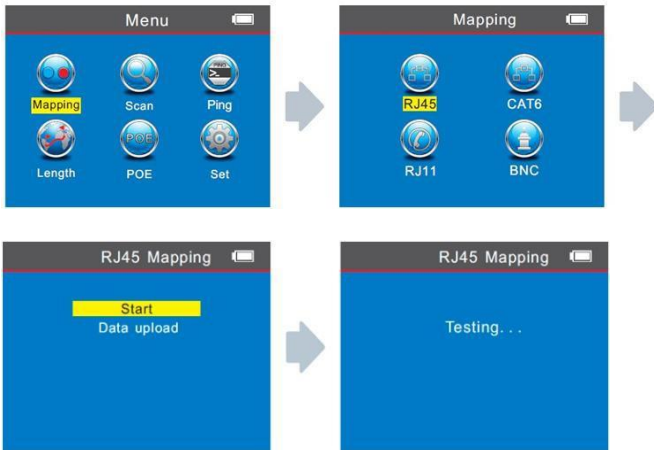 Menu
Mapping
Scan
Ping
Length
POE
POE
Set
Mapping
RJ45
CAT6
RJ11
BNC
RJ45 Mapping
Start
Data upload
RJ45 Mapping
Testing...